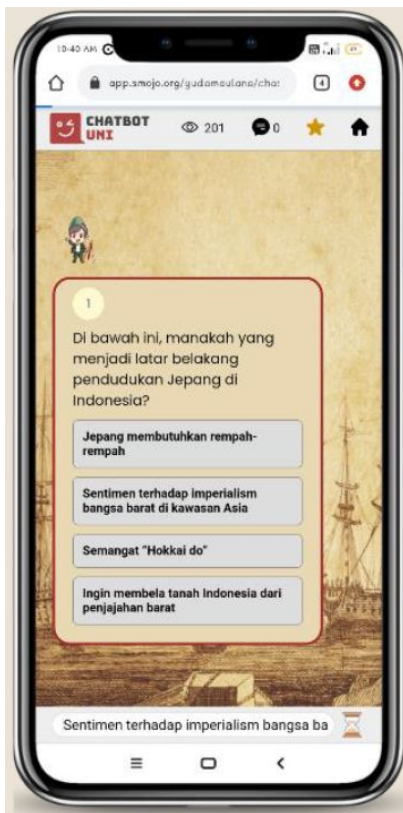 10:40 AM
app.smojo.org/yudamaulana/chat
4
CHATBOT
UNI
201
0
1
Di bawah ini, manakah yang
menjadi latar belakang
pendudukan Jepang di
Indonesia?
Jepang membutuhkan rempah-
rempah
Sentimen terhadap imperialism
bangsa barat di kawasan Asia
Semangat "Hokkai do"
Ingin membela tanah Indonesia dari
penjajahan barat
Sentimen terhadap imperialism bangsa ba